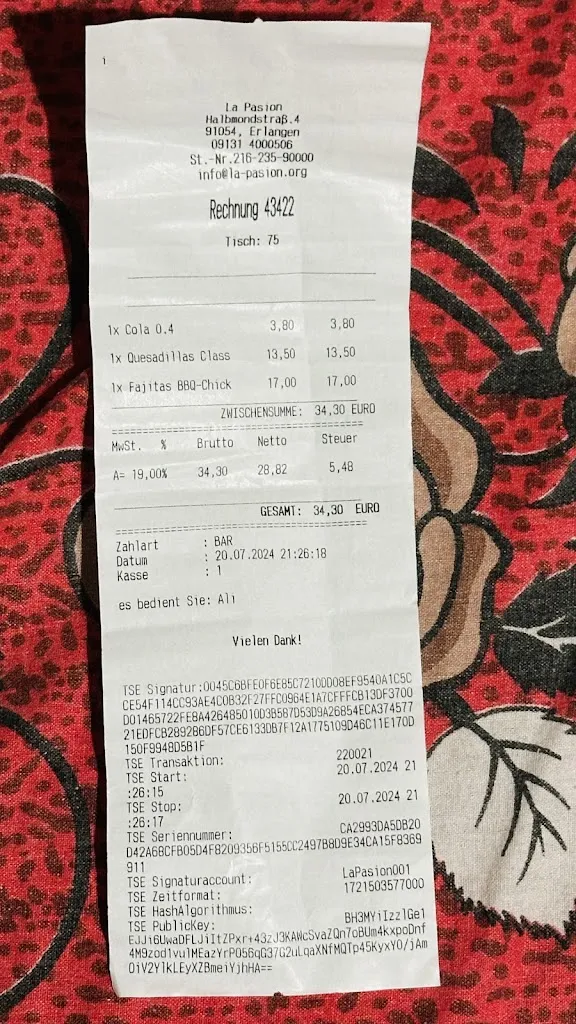 1
La Pasion
Halbmondstraß.4
91054, Erlangen
09131 4000506
St.-Nr.216-235-90000
info@la-pasion.org
Rechnung 43422
Tisch: 75
1x Cola 0.4 3,80 3,80
1x Quesadillas Class 13,50 13,50
1x Fajitas BBQ-Chick 17,00 17,00
ZWISCHENSUMME: 34,30 EURO
MwSt. % Brutto Netto Steuer
A= 19,00% 34,30 28,82 5,48
GESAMT: 34,30 EURO
Zahlart : BAR
Datum : 20.07.2024 21:26:18
Kasse : 1
es bedient Sie: Ali
Vielen Dank!
TSE Signatur:0045C6BFE0F6E85C7210DD08EF9540A1C5C
CE54F114CC93AE4C0B32F27FFC0964E1A7CFFFCB13DF3700
D01465722FE8A426485010D3B587D53D9A26854ECA374577
21EDFCB289286DF57CE6133DB7F12A1775109D46C11E170D
150F9948D5B1F
TSE Transaktion: 220021
TSE Start: 20.07.2024 21
:26:15
TSE Stop: 20.07.2024 21
:26:17
TSE Seriennummer: CA2993DA5DB20
D42A68CFB05D4F8209356F5155CC2497B8D9E34CA15F8369
911
TSE Signaturaccount: LaPasion001
TSE Zeitformat: 1721503577000
TSE HashAlgorithmus:
TSE PublicKey: BH3MYiIzzlGel
EJJi6UwaDFLJiItZPxr+43zJ3KAWcSvaZQn7oBUm4kxpoDnf
4M9zod1vulMEazYrP056qG37G2uLqaXNfMQTp45KyxYO/jAm
OiV2YlkLEyXZBmeiYjhHA==